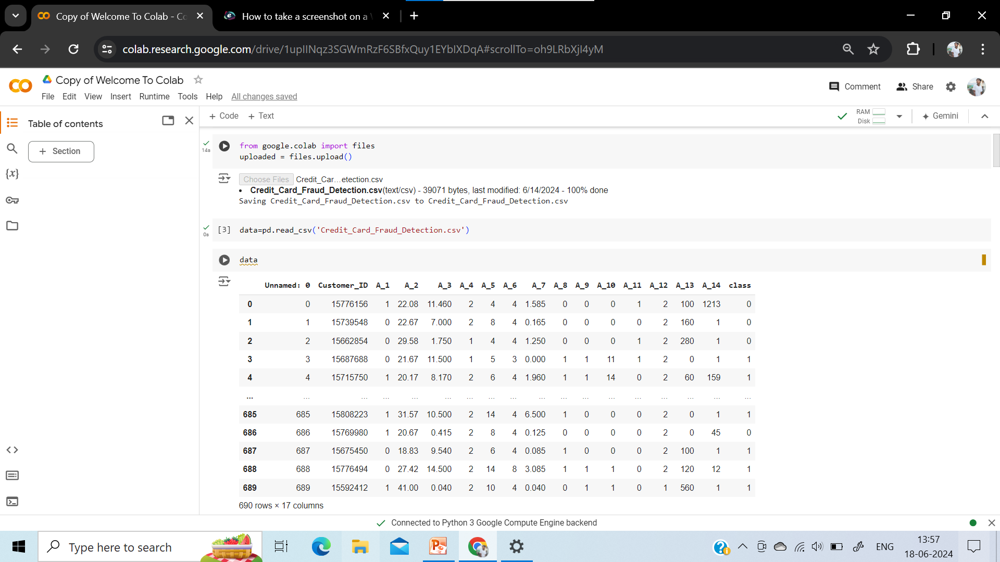 Copy of Welcome To Colab - Co
How to take a screenshot on a
colab.research.google.com/drive/1upIINqz3SGWmRzF6SBfxQuy1EYbIXDqA#scrollTo=oh9LRbXjI4yM
Copy of Welcome To Colab
Comment Share
File Edit View Insert Runtime Tools Help All changes saved
Table of contents
+ Code + Text
RAM
Disk
Gemini
+ Section
14s
from google.colab import files
uploaded = files.upload()
Choose Files Credit_Car...etection.csv
• Credit_Card_Fraud_Detection.csv(text/csv) - 39071 bytes, last modified: 6/14/2024 - 100% done
Saving Credit_Card_Fraud_Detection.csv to Credit_Card_Fraud_Detection.csv
0s
[3] data=pd.read_csv('Credit_Card_Fraud_Detection.csv')
data
Unnamed: 0 Customer_ID A_1 A_2 A_3 A_4 A_5 A_6 A_7 A_8 A_9 A_10 A_11 A_12 A_13 A_14 class
0 0 15776156 1 22.08 11.460 2 4 4 1.585 0 0 0 1 2 100 1213 0
1 1 15739548 0 22.67 7.000 2 8 4 0.165 0 0 0 0 2 160 1 0
2 2 15662854 0 29.58 1.750 1 4 4 1.250 0 0 0 1 2 280 1 0
3 3 15687688 0 21.67 11.500 1 5 3 0.000 1 1 11 1 2 0 1 1
4 4 15715750 1 20.17 8.170 2 6 4 1.960 1 1 14 0 2 60 159 1
... ... ... ... ... ... ... ... ... ... ... ... ... ... ... ... ... ...
685 685 15808223 1 31.57 10.500 2 14 4 6.500 1 0 0 0 2 0 1 1
686 686 15769980 1 20.67 0.415 2 8 4 0.125 0 0 0 0 2 0 45 0
687 687 15675450 0 18.83 9.540 2 6 4 0.085 1 0 0 0 2 100 1 1
688 688 15776494 0 27.42 14.500 2 14 8 3.085 1 1 1 0 2 120 12 1
689 689 15592412 1 41.00 0.040 2 10 4 0.040 0 1 1 0 1 560 1 1
690 rows × 17 columns
Connected to Python 3 Google Compute Engine backend
Type here to search
ENG
13:57
18-06-2024